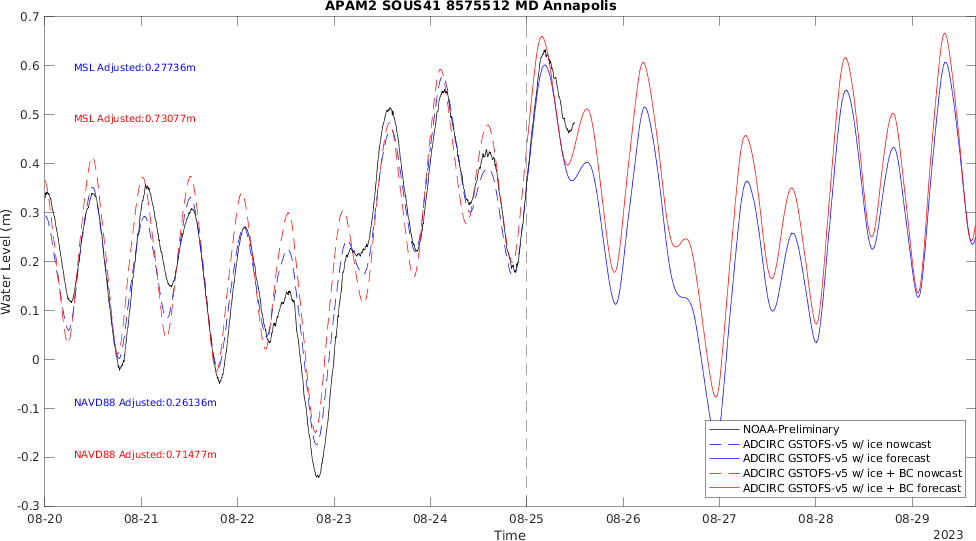 APAM2 SOUS41 8575512 MD Annapolis
0.7
0.6
0.5
0.4
0.3
0.2
0.1
0
-0.1
-0.2
-0.3
Water Level (m)
MSL Adjusted:0.27736m
MSL Adjusted:0.73077m
NAVD88 Adjusted:0.26136m
NAVD88 Adjusted:0.71477m
NOAA-Preliminary
ADCIRC GSTOFS-v5 w/ ice nowcast
ADCIRC GSTOFS-v5 w/ ice forecast
ADCIRC GSTOFS-v5 w/ ice + BC nowcast
ADCIRC GSTOFS-v5 w/ ice + BC forecast
08-20 08-21 08-22 08-23 08-24 08-25 08-26 08-27 08-28 08-29
Time
2023